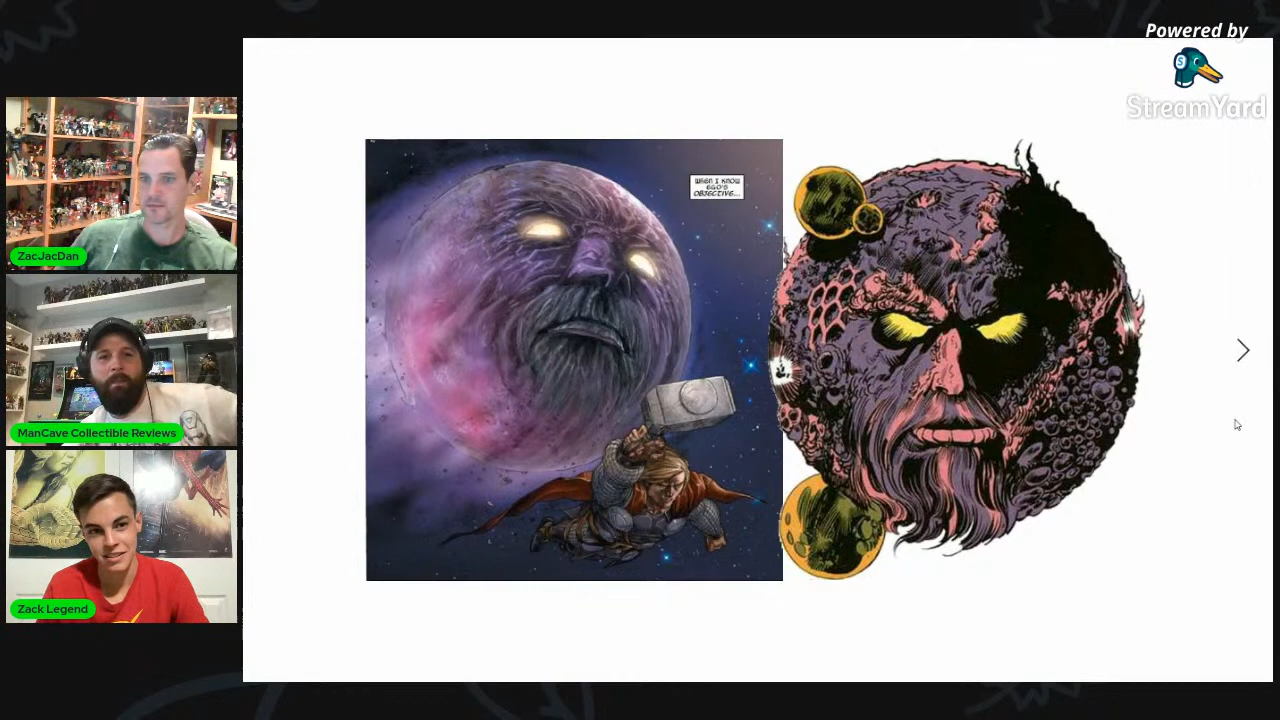 Powered by
StreamYard
WHEN I KNOW
EGO'S
OBJECTIVE...
ZacJacDan
ManCave Collectible Reviews
Zack Legend